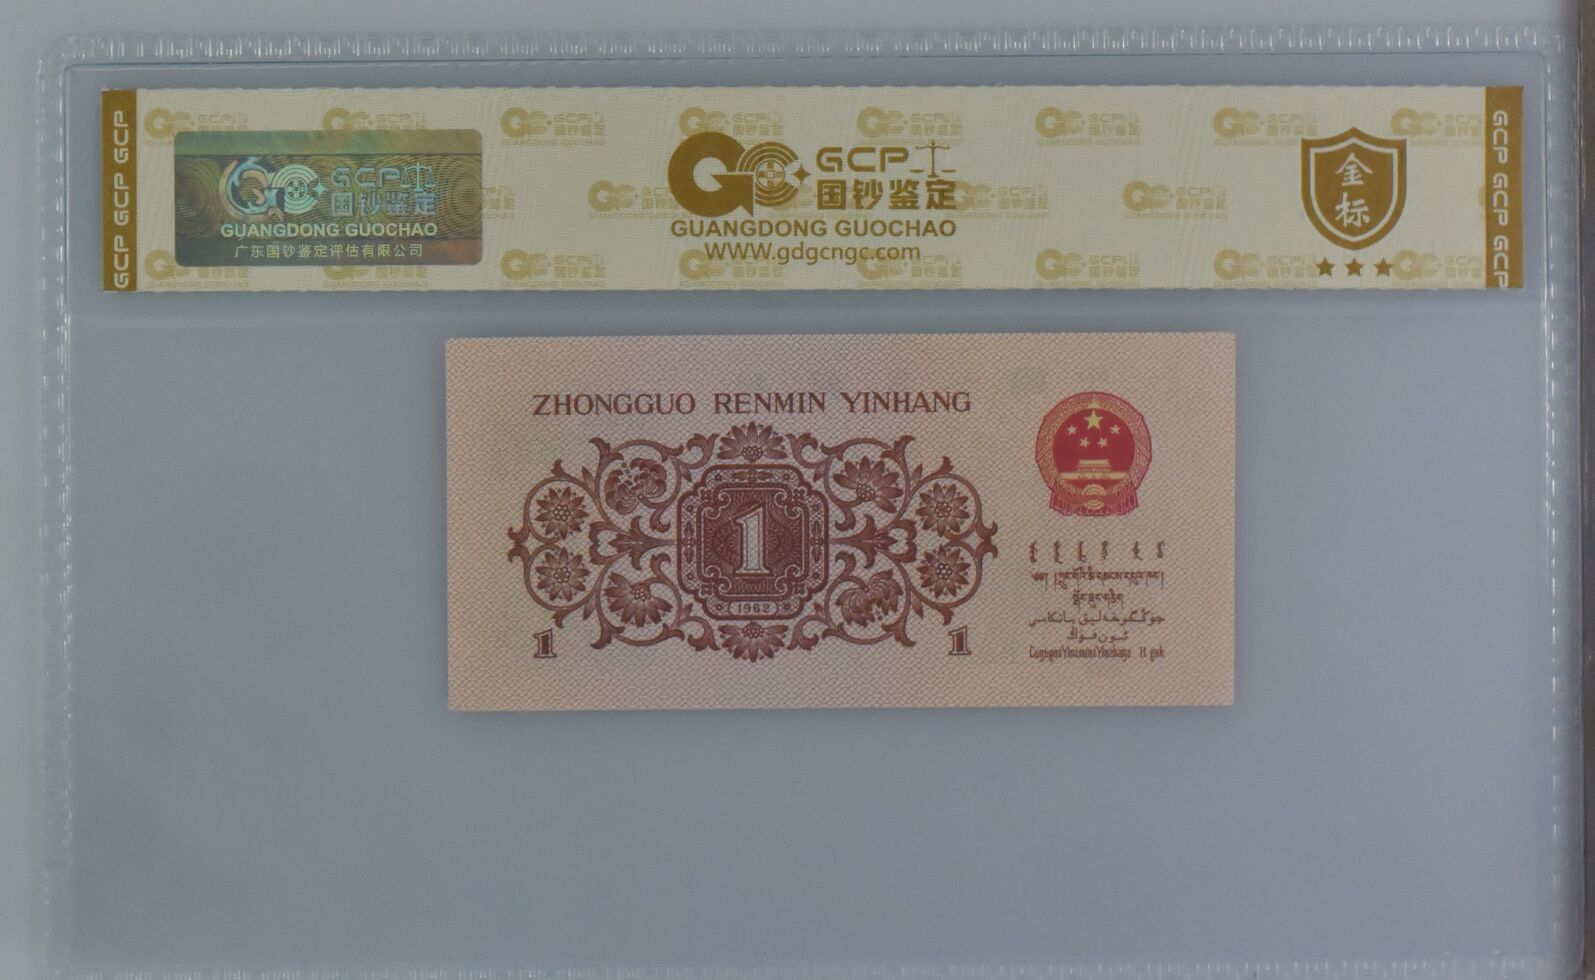 GCP GCP GCP
GCP
国钞鉴定
GUANGDONG GUOCHAO
广东国钞鉴定评估有限公司
GCP
国钞鉴定
GUANGDONG GUOCHAO
WWW.gdgcngc.com
金
标
GCP GCP GCP
ZHONGGUO RENMIN YINHANG
1
1962
1
1